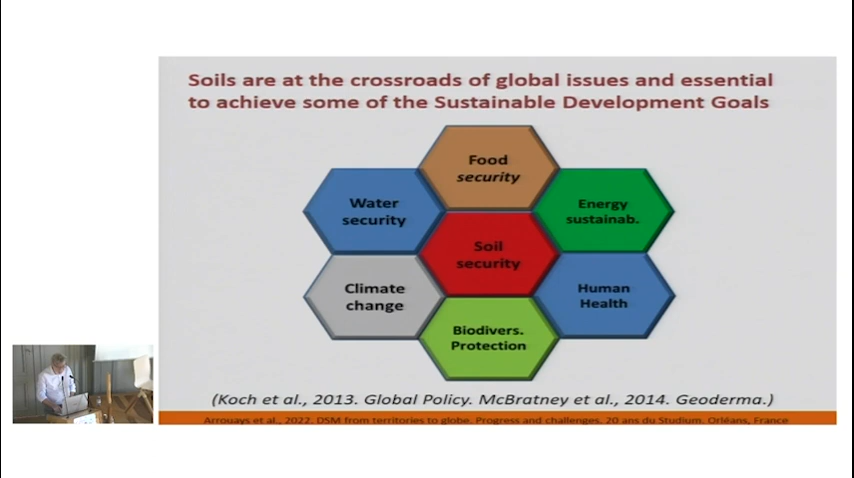 Soils are at the crossroads of global issues and essential
to achieve some of the Sustainable Development Goals
Food
security
Water
security
Energy
sustainab.
Soil
security
Climate
change
Human
Health
Biodivers.
Protection
(Koch et al., 2013. Global Policy. McBratney et al., 2014. Geoderma.)
Arrouays et al., 2022. DSM from territories to globe. Progress and challenges. 20 ans du Studium. Orléans, France